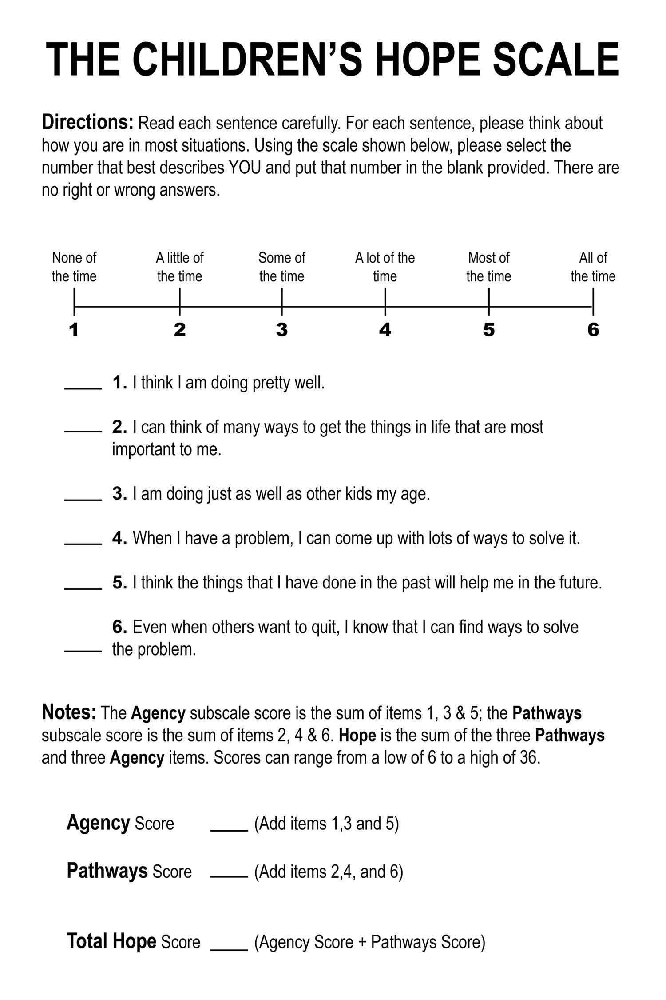 THE CHILDREN’S HOPE SCALE
Directions: Read each sentence carefully. For each sentence, please think about
how you are in most situations. Using the scale shown below, please select the
number that best describes YOU and put that number in the blank provided. There are
no right or wrong answers.
None of the time
A little of the time
Some of the time
A lot of the time
Most of the time
All of the time
1 2 3 4 5 6
____ 1. I think I am doing pretty well.
____ 2. I can think of many ways to get the things in life that are most
important to me.
____ 3. I am doing just as well as other kids my age.
____ 4. When I have a problem, I can come up with lots of ways to solve it.
____ 5. I think the things that I have done in the past will help me in the future.
6. Even when others want to quit, I know that I can find ways to solve
____ the problem.
Notes: The Agency subscale score is the sum of items 1, 3 & 5; the Pathways
subscale score is the sum of items 2, 4 & 6. Hope is the sum of the three Pathways
and three Agency items. Scores can range from a low of 6 to a high of 36.
Agency Score ____ (Add items 1,3 and 5)
Pathways Score ____ (Add items 2,4, and 6)
Total Hope Score ____ (Agency Score + Pathways Score)